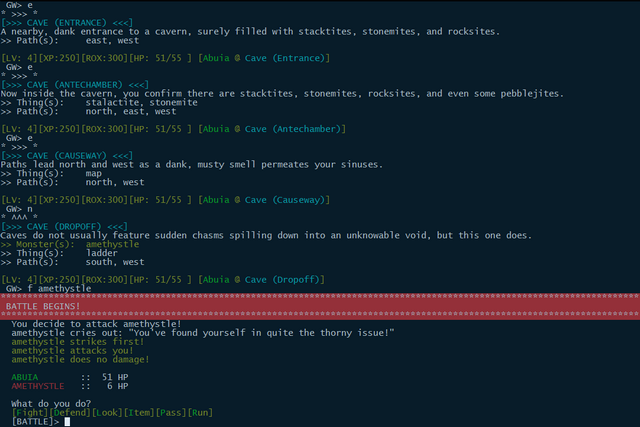 GW> e
* >>> *
[>>> CAVE (ENTRANCE) <<<]
A nearby, dank entrance to a cavern, surely filled with stacktites, stonemites, and rocksites.
>> Path(s): east, west
[LV: 4][XP:250][ROX:300][HP: 51/55 ] [Abuia @ Cave (Entrance)]
GW> e
* >>> *
[>>> CAVE (ANTECHAMBER) <<<]
Now inside the cavern, you confirm there are stacktites, stonemites, rocksites, and even some pebblejites.
>> Thing(s): stalactite, stonemite
>> Path(s): north, east, west
[LV: 4][XP:250][ROX:300][HP: 51/55 ] [Abuia @ Cave (Antechamber)]
GW> e
* >>> *
[>>> CAVE (CAUSEWAY) <<<]
Paths lead north and west as a dank, musty smell permeates your sinuses.
>> Thing(s): map
>> Path(s): north, west
[LV: 4][XP:250][ROX:300][HP: 51/55 ] [Abuia @ Cave (Causeway)]
GW> n
* ^^^ *
[>>> CAVE (DROPOFF) <<<]
Caves do not usually feature sudden chasms spilling down into an unknowable void, but this one does.
>> Monster(s): amethystle
>> Thing(s): ladder
>> Path(s): south, west
[LV: 4][XP:250][ROX:300][HP: 51/55 ] [Abuia @ Cave (Dropoff)]
GW> f amethystle
BATTLE BEGINS!
You decide to attack amethystle!
amethystle cries out: "You've found yourself in quite the thorny issue!"
amethystle strikes first!
amethystle attacks you!
amethystle does no damage!
ABUIA :: 51 HP
AMETHYSTLE :: 6 HP
What do you do?
[Fight][Defend][Look][Item][Pass][Run]
[BATTLE]>